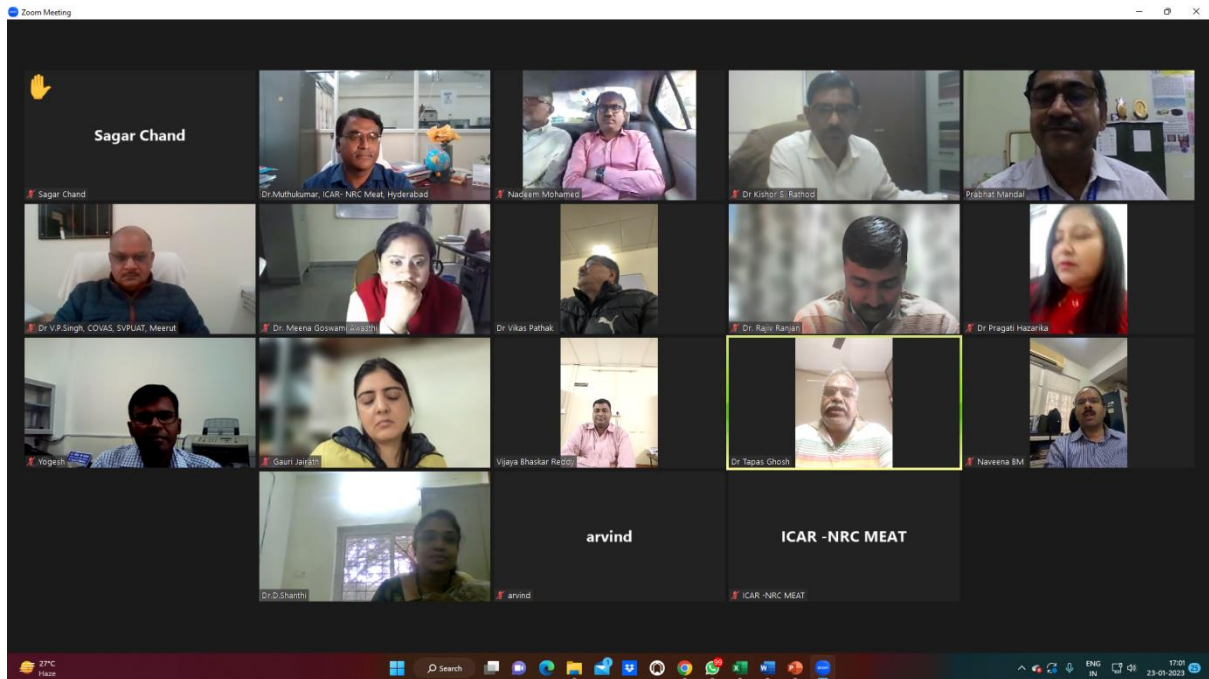 Zoom Meeting
Sagar Chand
Sagar Chand
Dr.Muthukumar, ICAR- NRC Meat, Hyderabad
Nadeem Mohamed
Dr Kishor S. Rathod
Prabhat Mandal
Dr V.P.Singh, COVAS, SVPUAT, Meerut
Dr. Meena Goswami Awasthi
Dr Vikas Pathak
Dr. Rajiv Ranjan
Dr Pragati Hazarika
Yogesh
Gauri Jairath
Vijaya Bhaskar Reddy
Dr Tapas Ghosh
Naveena BM
Dr.D.Shanthi
arvind
arvind
ICAR -NRC MEAT
ICAR -NRC MEAT
27°C
Haze
Search
99
ENG
IN
17:01
23-01-2023
25